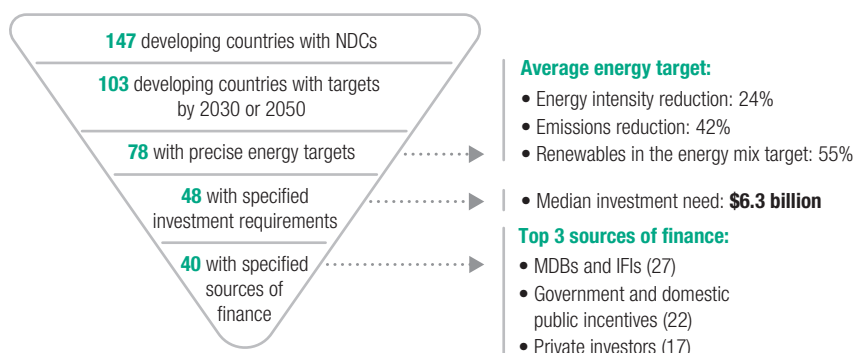 147 developing countries with NDCs
103 developing countries with targets
by 2030 or 2050
78 with precise energy targets
48 with specified
investment requirements
40 with specified
sources of
finance
Average energy target:
• Energy intensity reduction: 24%
• Emissions reduction: 42%
• Renewables in the energy mix target: 55%
• Median investment need: $6.3 billion
Top 3 sources of finance:
• MDBs and IFIs (27)
• Government and domestic
public incentives (22)
• Private investors (17)